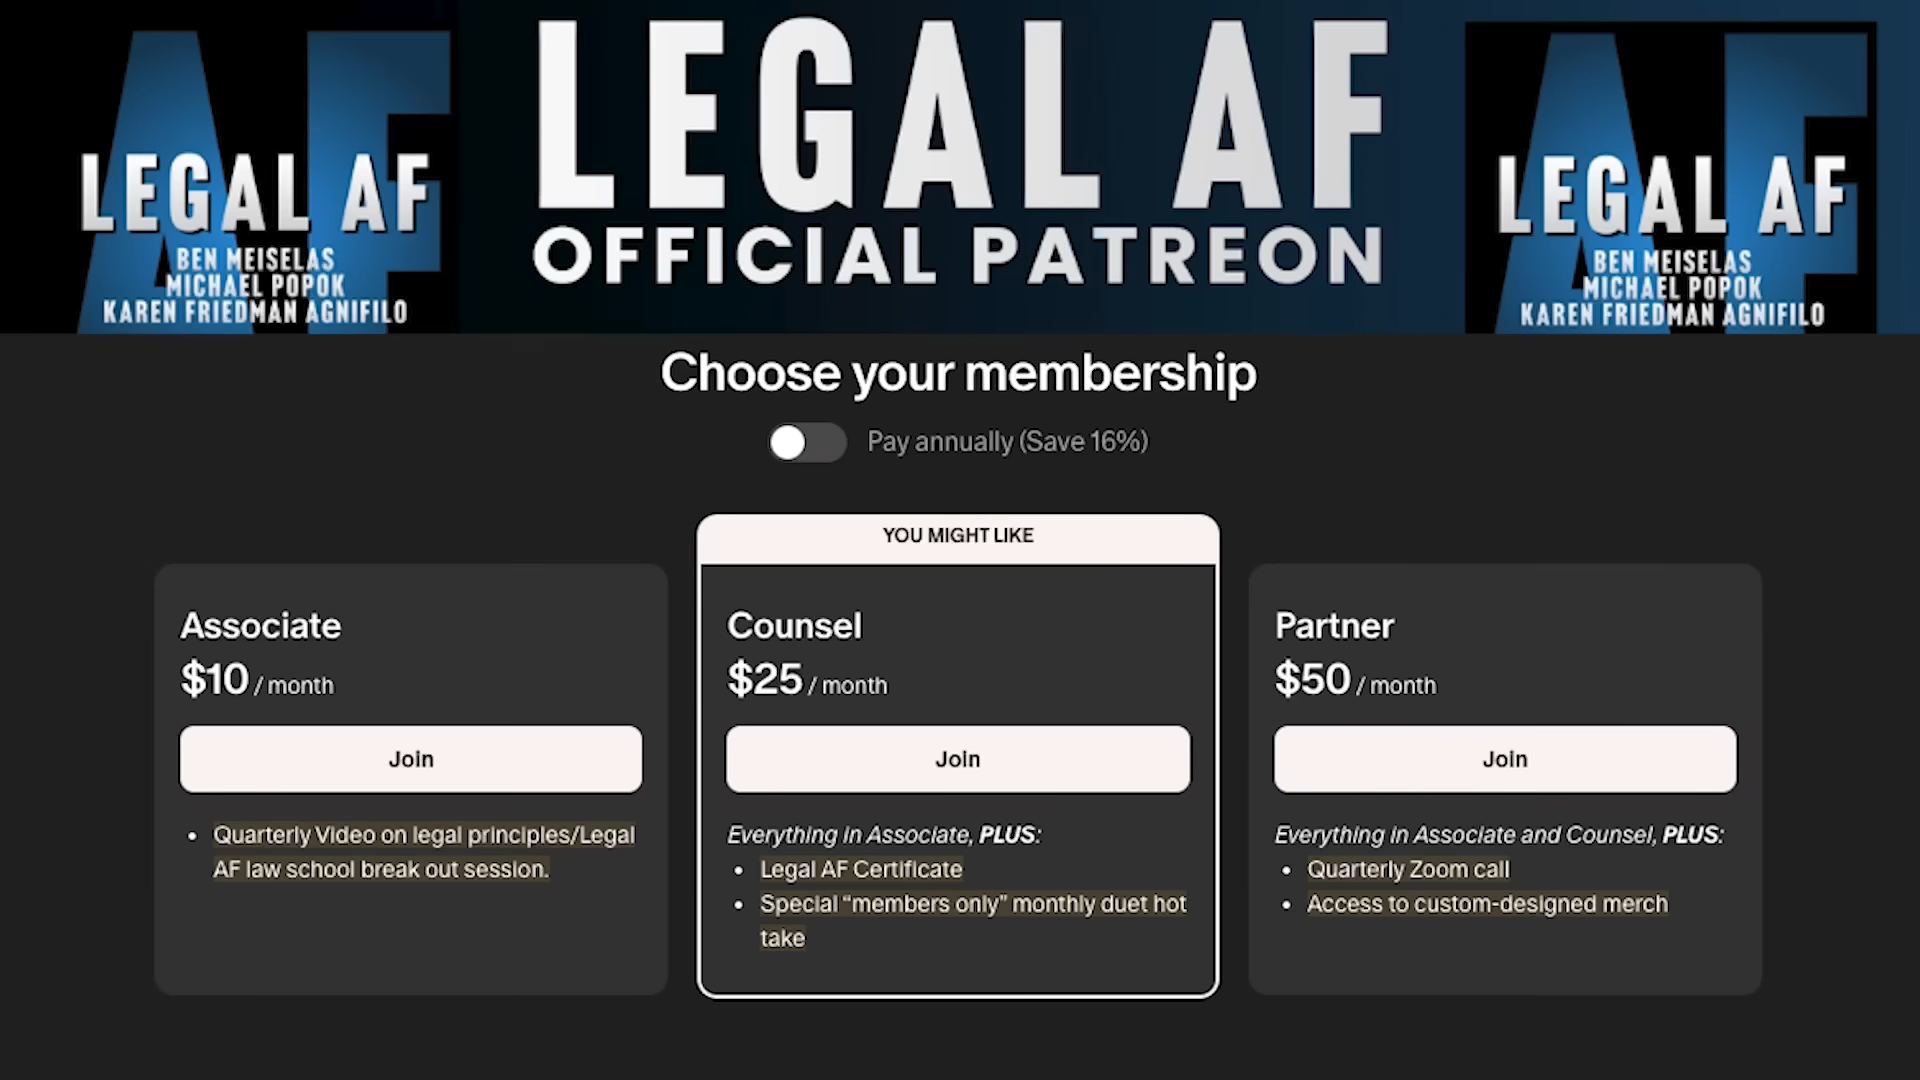 LEGAL AF
BEN MEISELAS
MICHAEL POPOK
KAREN FRIEDMAN AGNIFILO
LEGAL AF
OFFICIAL PATREON
LEGAL AF
BEN MEISELAS
MICHAEL POPOK
KAREN FRIEDMAN AGNIFILO
Choose your membership
Pay annually (Save 16%)
Associate
$10 / month
Join
• Quarterly Video on legal principles/Legal
AF law school break out session.
YOU MIGHT LIKE
Counsel
$25 / month
Join
Everything in Associate, PLUS:
• Legal AF Certificate
• Special “members only” monthly duet hot
take
Partner
$50 / month
Join
Everything in Associate and Counsel, PLUS:
• Quarterly Zoom call
• Access to custom-designed merch